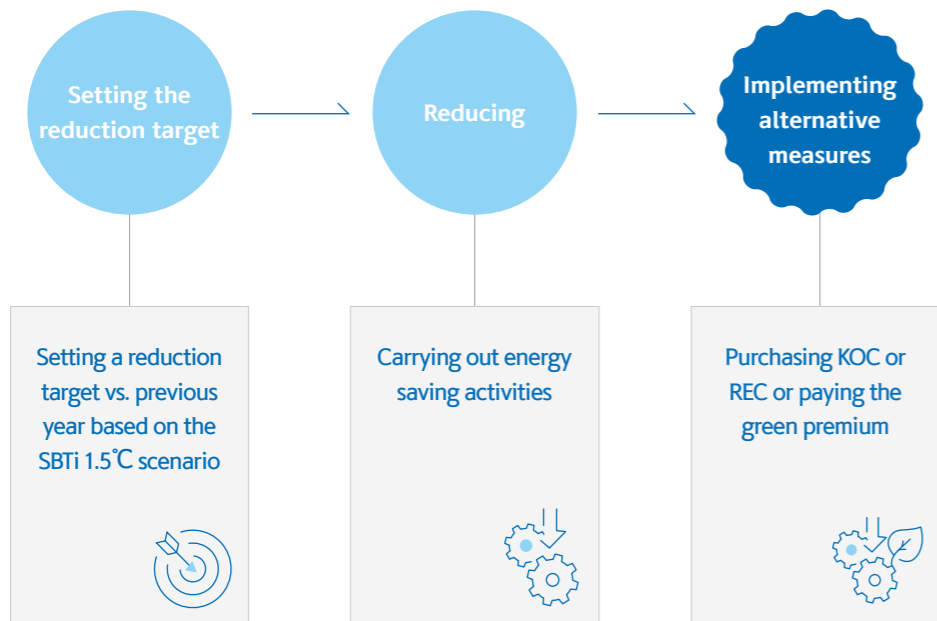 Setting the
reduction target
Reducing
Implementing
alternative
measures
Setting a reduction
target vs. previous
year based on the
SBTi 1.5℃ scenario
Carrying out energy
saving activities
Purchasing KOC or
REC or paying the
green premium